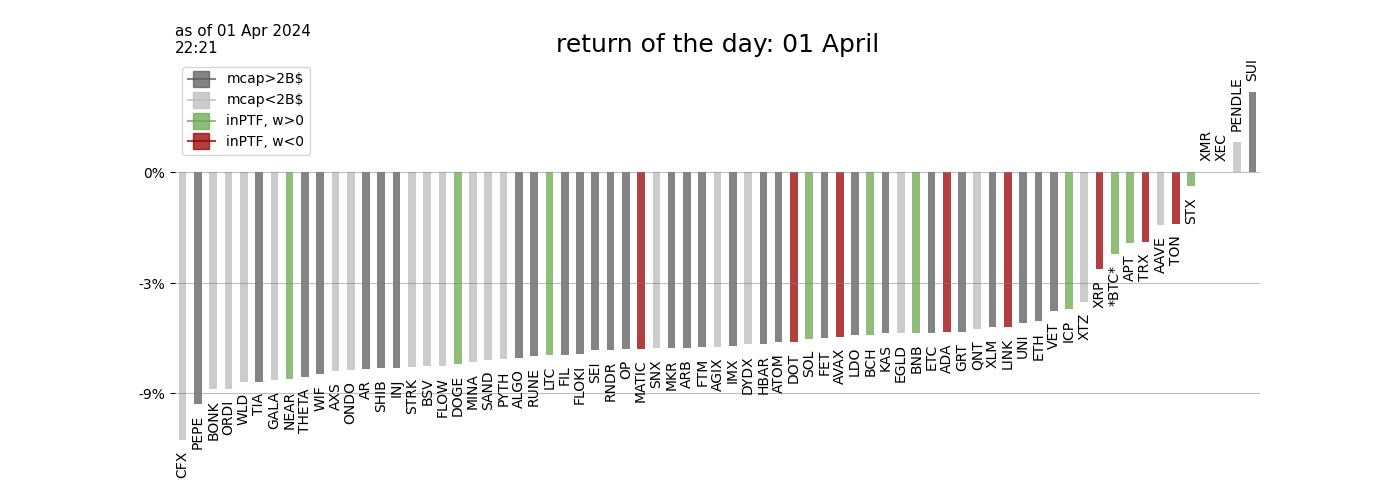 as of 01 Apr 2024
22:21
return of the day: 01 April
mcap>2B$
mcap<2B$
inPTF, w>0
inPTF, w<0
0%
-3%
-9%
CFX
PEPE
BONK
ORDI
WLD
TIA
GALA
NEAR
THETA
WIF
AXS
ONDO
AR
SHIB
INJ
STRK
BSV
FLOW
DOGE
MINA
SAND
PYTH
ALGO
RUNE
LTC
FIL
FLOKI
SEI
RNDR
OP
MATIC
SNX
MKR
ARB
FTM
AGIX
IMX
DYDX
HBAR
ATOM
DOT
SOL
FET
AVAX
LDO
BCH
KAS
EGLD
BNB
ETC
ADA
GRT
QNT
XLM
LINK
UNI
ETH
VET
ICP
XTZ
XRP
*BTC*
APT
TRX
AAVE
TON
STX
XMR
XEC
PENDLE
SUI